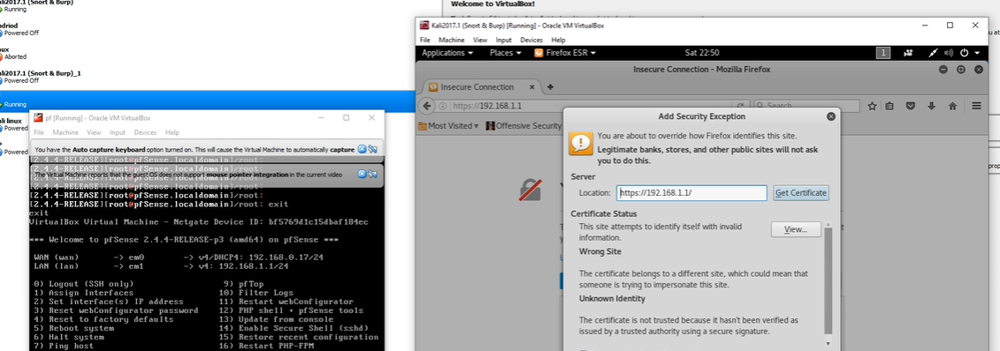 ali2017.1 (Snort & Burp)
Running
ndriod
Powered Off
nux
Aborted
ali2017.1 (Snort & Burp)_1
Powered Off
Running
ali linux
Powered
Powered
Welcome to VirtualBox!
Kali2017.1 (Snort & Burp) [Running] - Oracle VM VirtualBox
File Machine View Input Devices Help
Applications Places Firefox ESR Sat 22:50 1
Insecure Connection - Mozilla Firefox
Insecure Connection
https://192.168.1.1 Search
Most Visited Offensive Security
Add Security Exception
You are about to override how Firefox identifies this site.
Legitimate banks, stores, and other public sites will not ask
you to do this.
Server
Location: https://192.168.1.1/ Get Certificate
Certificate Status
This site attempts to identify itself with invalid
information.
View...
Wrong Site
The certificate belongs to a different site, which could mean that
someone is trying to impersonate this site.
Unknown Identity
The certificate is not trusted because it hasn't been verified as
issued by a trusted authority using a secure signature.
pf [Running] - Oracle VM VirtualBox
File Machine View Input Devices Help
You have the Auto capture keyboard option turned on. This will cause the Virtual Machine to automatically capture
[2.4.4-RELEASE][root@pfSense.localdomain]/root:
The Virtual Machine reports that the guest OS does not support mouse pointer integration in the current video
[2.4.4-RELEASE][root@pfSense.localdomain]/root:
[2.4.4-RELEASE][root@pfSense.localdomain]/root:
[2.4.4-RELEASE][root@pfSense.localdomain]/root: exit
exit
VirtualBox Virtual Machine - Netgate Device ID: bf5769d1c15dbaf184ec
*** Welcome to pfSense 2.4.4-RELEASE-p3 (amd64) on pfSense ***
WAN (wan) -> em0 -> v4/DHCP4: 192.168.0.17/24
LAN (lan) -> em1 -> v4: 192.168.1.1/24
0) Logout (SSH only) 9) pfTop
1) Assign Interfaces 10) Filter Logs
2) Set interface(s) IP address 11) Restart webConfigurator
3) Reset webConfigurator password 12) PHP shell + pfSense tools
4) Reset to factory defaults 13) Update from console
5) Reboot system 14) Enable Secure Shell (sshd)
6) Halt system 15) Restore recent configuration
7) Ping host 16) Restart PHP-FPM